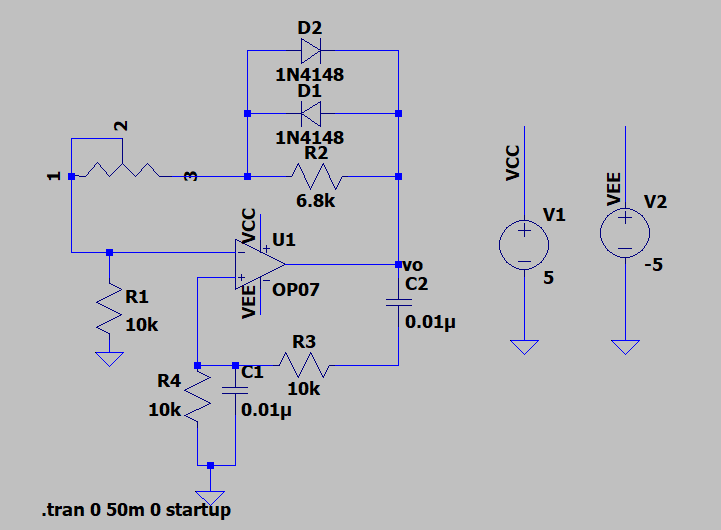 D2
1N4148
D1
1N4148
R2
6.8k
2
1
3
VCC
VEE
U1
OP07
vo
C2
0.01µ
R1
10k
R3
10k
R4
10k
C1
0.01µ
VCC
V1
5
VEE
V2
-5
.tran 0 50m 0 startup